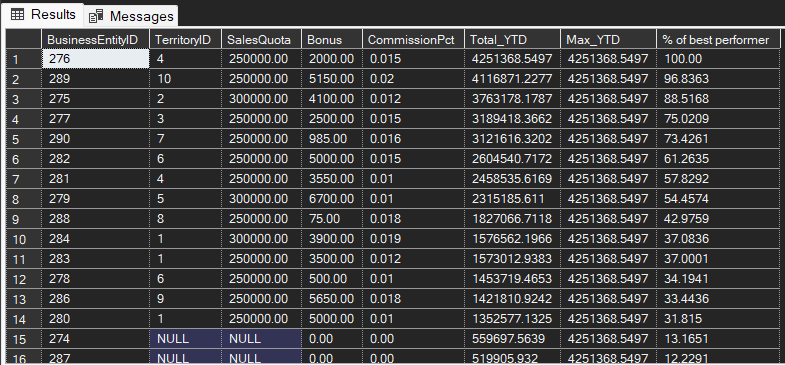 Results Messages
BusinessEntityID TerritoryID SalesQuota Bonus CommissionPct Total_YTD Max_YTD % of best performer
1 276 4 250000.00 2000.00 0.015 4251368.5497 4251368.5497 100.00
2 289 10 250000.00 5150.00 0.02 4116871.2277 4251368.5497 96.8363
3 275 2 300000.00 4100.00 0.012 3763178.1787 4251368.5497 88.5168
4 277 3 250000.00 2500.00 0.015 3189418.3662 4251368.5497 75.0209
5 290 7 250000.00 985.00 0.016 3121616.3202 4251368.5497 73.4261
6 282 6 250000.00 5000.00 0.015 2604540.7172 4251368.5497 61.2635
7 281 4 250000.00 3550.00 0.01 2458535.6169 4251368.5497 57.8292
8 279 5 300000.00 6700.00 0.01 2315185.611 4251368.5497 54.4574
9 288 8 250000.00 75.00 0.018 1827066.7118 4251368.5497 42.9759
10 284 1 300000.00 3900.00 0.019 1576562.1966 4251368.5497 37.0836
11 283 1 250000.00 3500.00 0.012 1573012.9383 4251368.5497 37.0001
12 278 6 250000.00 500.00 0.01 1453719.4653 4251368.5497 34.1941
13 286 9 250000.00 5650.00 0.018 1421810.9242 4251368.5497 33.4436
14 280 1 250000.00 5000.00 0.01 1352577.1325 4251368.5497 31.815
15 274 NULL NULL 0.00 0.00 559697.5639 4251368.5497 13.1651
16 287 NULL NULL 0.00 0.00 519905.932 4251368.5497 12.2291